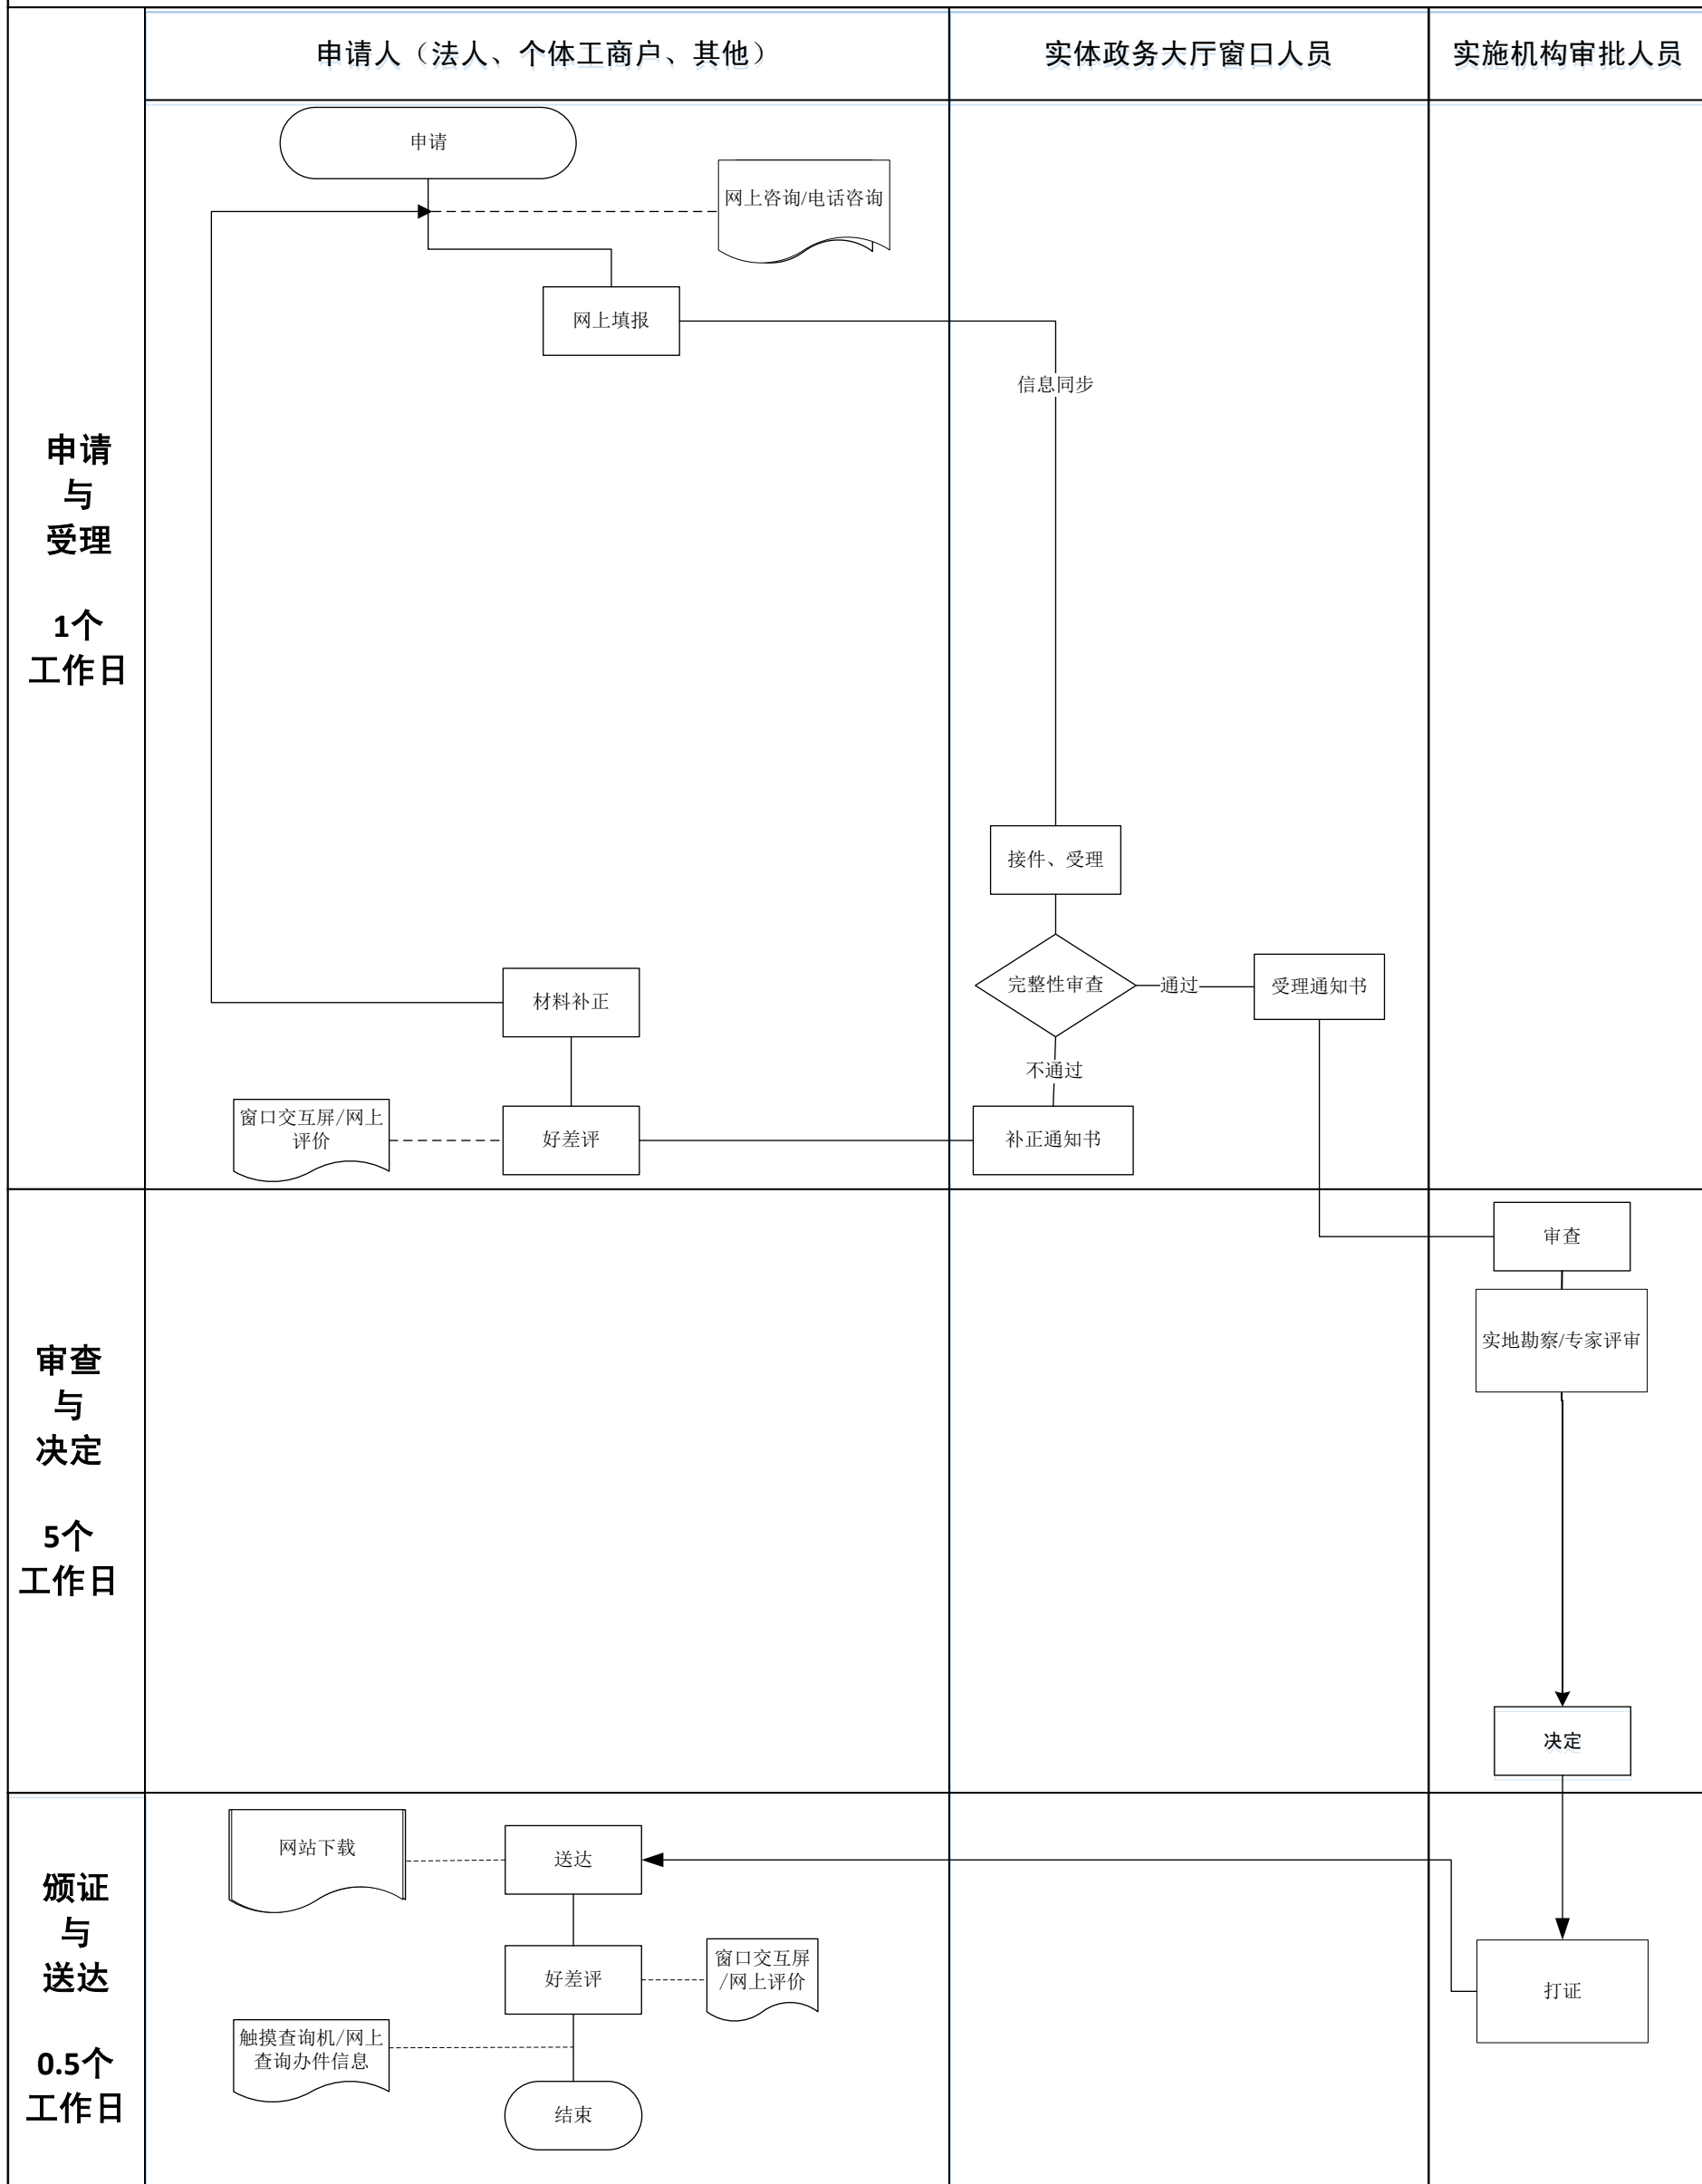 申请人（法人、个体工商户、其他）
实体政务大厅窗口人员
实施机构审批人员
申请
与
受理
1个
工作日
申请
网上咨询/电话咨询
网上填报
信息同步
接件、受理
完整性审查
通过
受理通知书
材料补正
不通过
窗口交互屏/网上
评价
好差评
补正通知书
审查
与
决定
5个
工作日
审查
实地勘察/专家评审
决定
颁证
与
送达
0.5个
工作日
网站下载
送达
好差评
窗口交互屏
/网上评价
打证
触摸查询机/网上
查询办件信息
结束